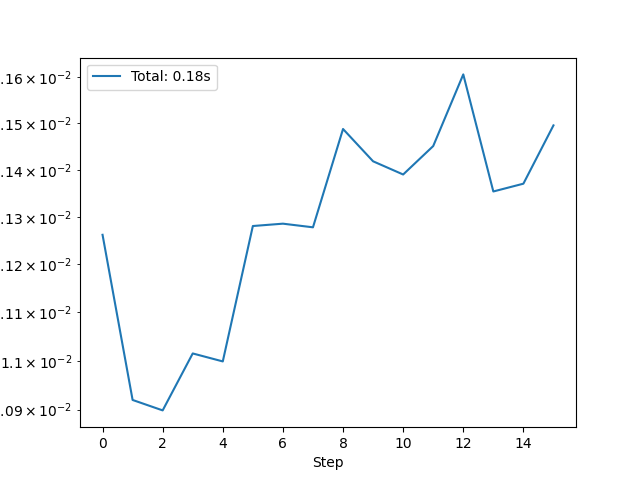 Total: 0.18s
.16 × 10⁻²
.15 × 10⁻²
.14 × 10⁻²
.13 × 10⁻²
.12 × 10⁻²
.11 × 10⁻²
1.1 × 10⁻²
.09 × 10⁻²
0 2 4 6 8 10 12 14
Step